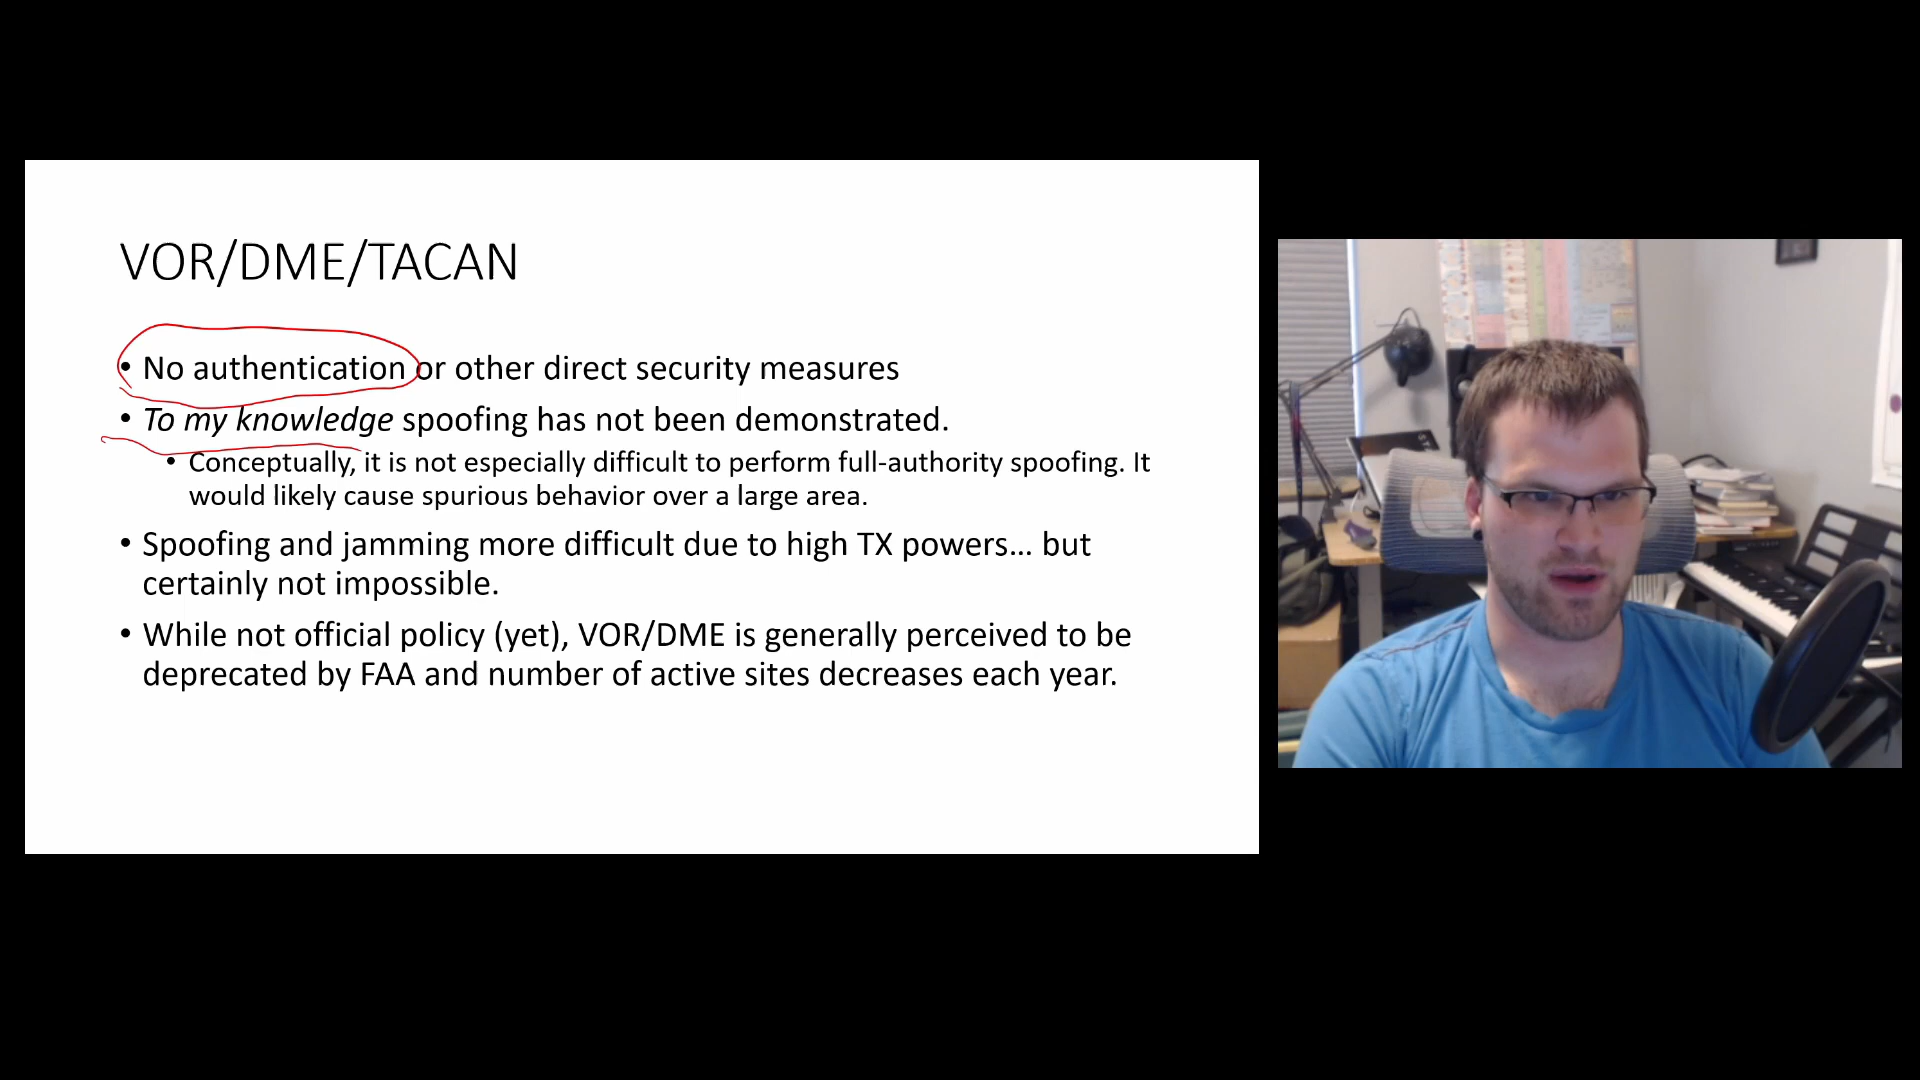 VOR/DME/TACAN
• No authentication or other direct security measures
• To my knowledge spoofing has not been demonstrated.
• Conceptually, it is not especially difficult to perform full-authority spoofing. It
would likely cause spurious behavior over a large area.
• Spoofing and jamming more difficult due to high TX powers... but
certainly not impossible.
• While not official policy (yet), VOR/DME is generally perceived to be
deprecated by FAA and number of active sites decreases each year.